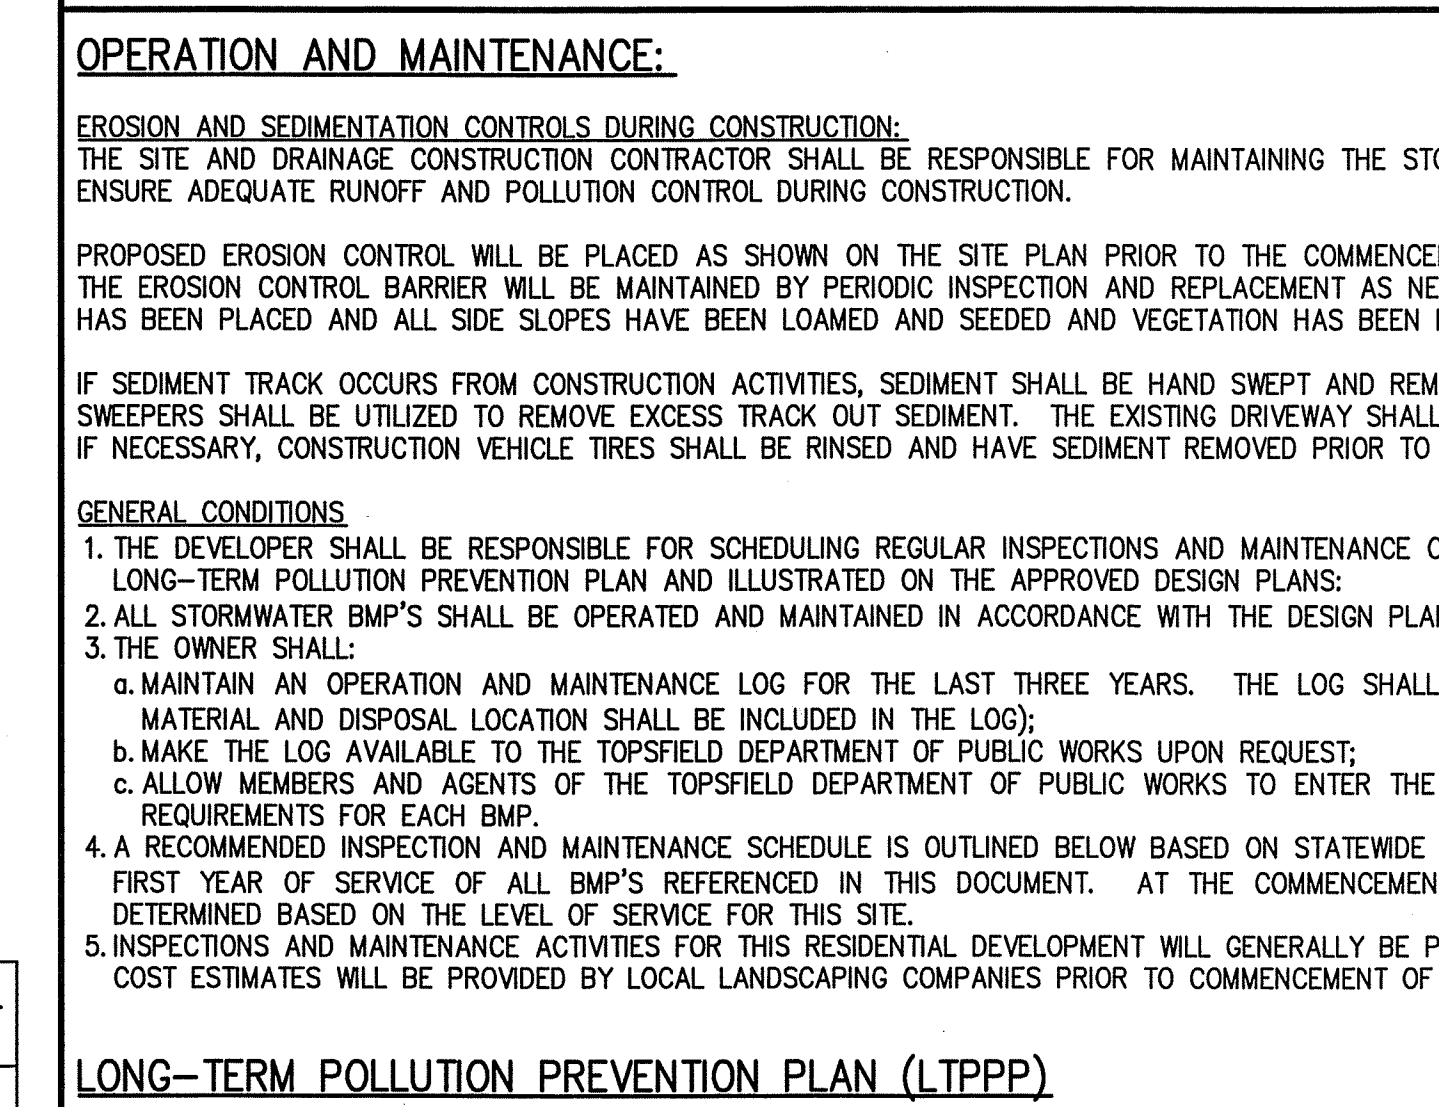 OPERATION AND MAINTENANCE:
EROSION AND SEDIMENTATION CONTROLS DURING CONSTRUCTION:
THE SITE AND DRAINAGE CONSTRUCTION CONTRACTOR SHALL BE RESPONSIBLE FOR MAINTAINING THE
ENSURE ADEQUATE RUNOFF AND POLLUTION CONTROL DURING CONSTRUCTION.
PROPOSED EROSION CONTROL WILL BE PLACED AS SHOWN ON THE SITE PLAN PRIOR TO THE
THE EROSION CONTROL BARRIER WILL BE MAINTAINED BY PERIODIC INSPECTION AND REPLACEMENT AS
HAS BEEN PLACED AND ALL SIDE SLOPES HAVE BEEN LOAMED AND SEEDED AND VEGETATION HAS BEEN
IF SEDIMENT TRACK OCCURS FROM CONSTRUCTION ACTIVITIES, SEDIMENT SHALL BE HAND SWEPT AND
SWEEPERS SHALL BE UTILIZED TO REMOVE EXCESS TRACK OUT SEDIMENT. THE EXISTING DRIVEWAY SHALL
IF NECESSARY, CONSTRUCTION VEHICLE TIRES SHALL BE RINSED AND HAVE SEDIMENT REMOVED PRIOR TO
GENERAL CONDITIONS
1. THE DEVELOPER SHALL BE RESPONSIBLE FOR SCHEDULING REGULAR INSPECTIONS AND MAINTENANCE
LONG-TERM POLLUTION PREVENTION PLAN AND ILLUSTRATED ON THE APPROVED DESIGN PLANS:
2. ALL STORMWATER BMP'S SHALL BE OPERATED AND MAINTAINED IN ACCORDANCE WITH THE DESIGN
3. THE OWNER SHALL:
a. MAINTAIN AN OPERATION AND MAINTENANCE LOG FOR THE LAST THREE YEARS. THE LOG SHALL
MATERIAL AND DISPOSAL LOCATION SHALL BE INCLUDED IN THE LOG);
b. MAKE THE LOG AVAILABLE TO THE TOPSFIELD DEPARTMENT OF PUBLIC WORKS UPON REQUEST;
c. ALLOW MEMBERS AND AGENTS OF THE TOPSFIELD DEPARTMENT OF PUBLIC WORKS TO ENTER THE
REQUIREMENTS FOR EACH BMP.
4. A RECOMMENDED INSPECTION AND MAINTENANCE SCHEDULE IS OUTLINED BELOW BASED ON STATEWIDE
FIRST YEAR OF SERVICE OF ALL BMP'S REFERENCED IN THIS DOCUMENT. AT THE
DETERMINED BASED ON THE LEVEL OF SERVICE FOR THIS SITE.
5. INSPECTIONS AND MAINTENANCE ACTIVITIES FOR THIS RESIDENTIAL DEVELOPMENT WILL GENERALLY BE
COST ESTIMATES WILL BE PROVIDED BY LOCAL LANDSCAPING COMPANIES PRIOR TO COMMENCEMENT OF
LONG-TERM POLLUTION PREVENTION PLAN (LTPPP)